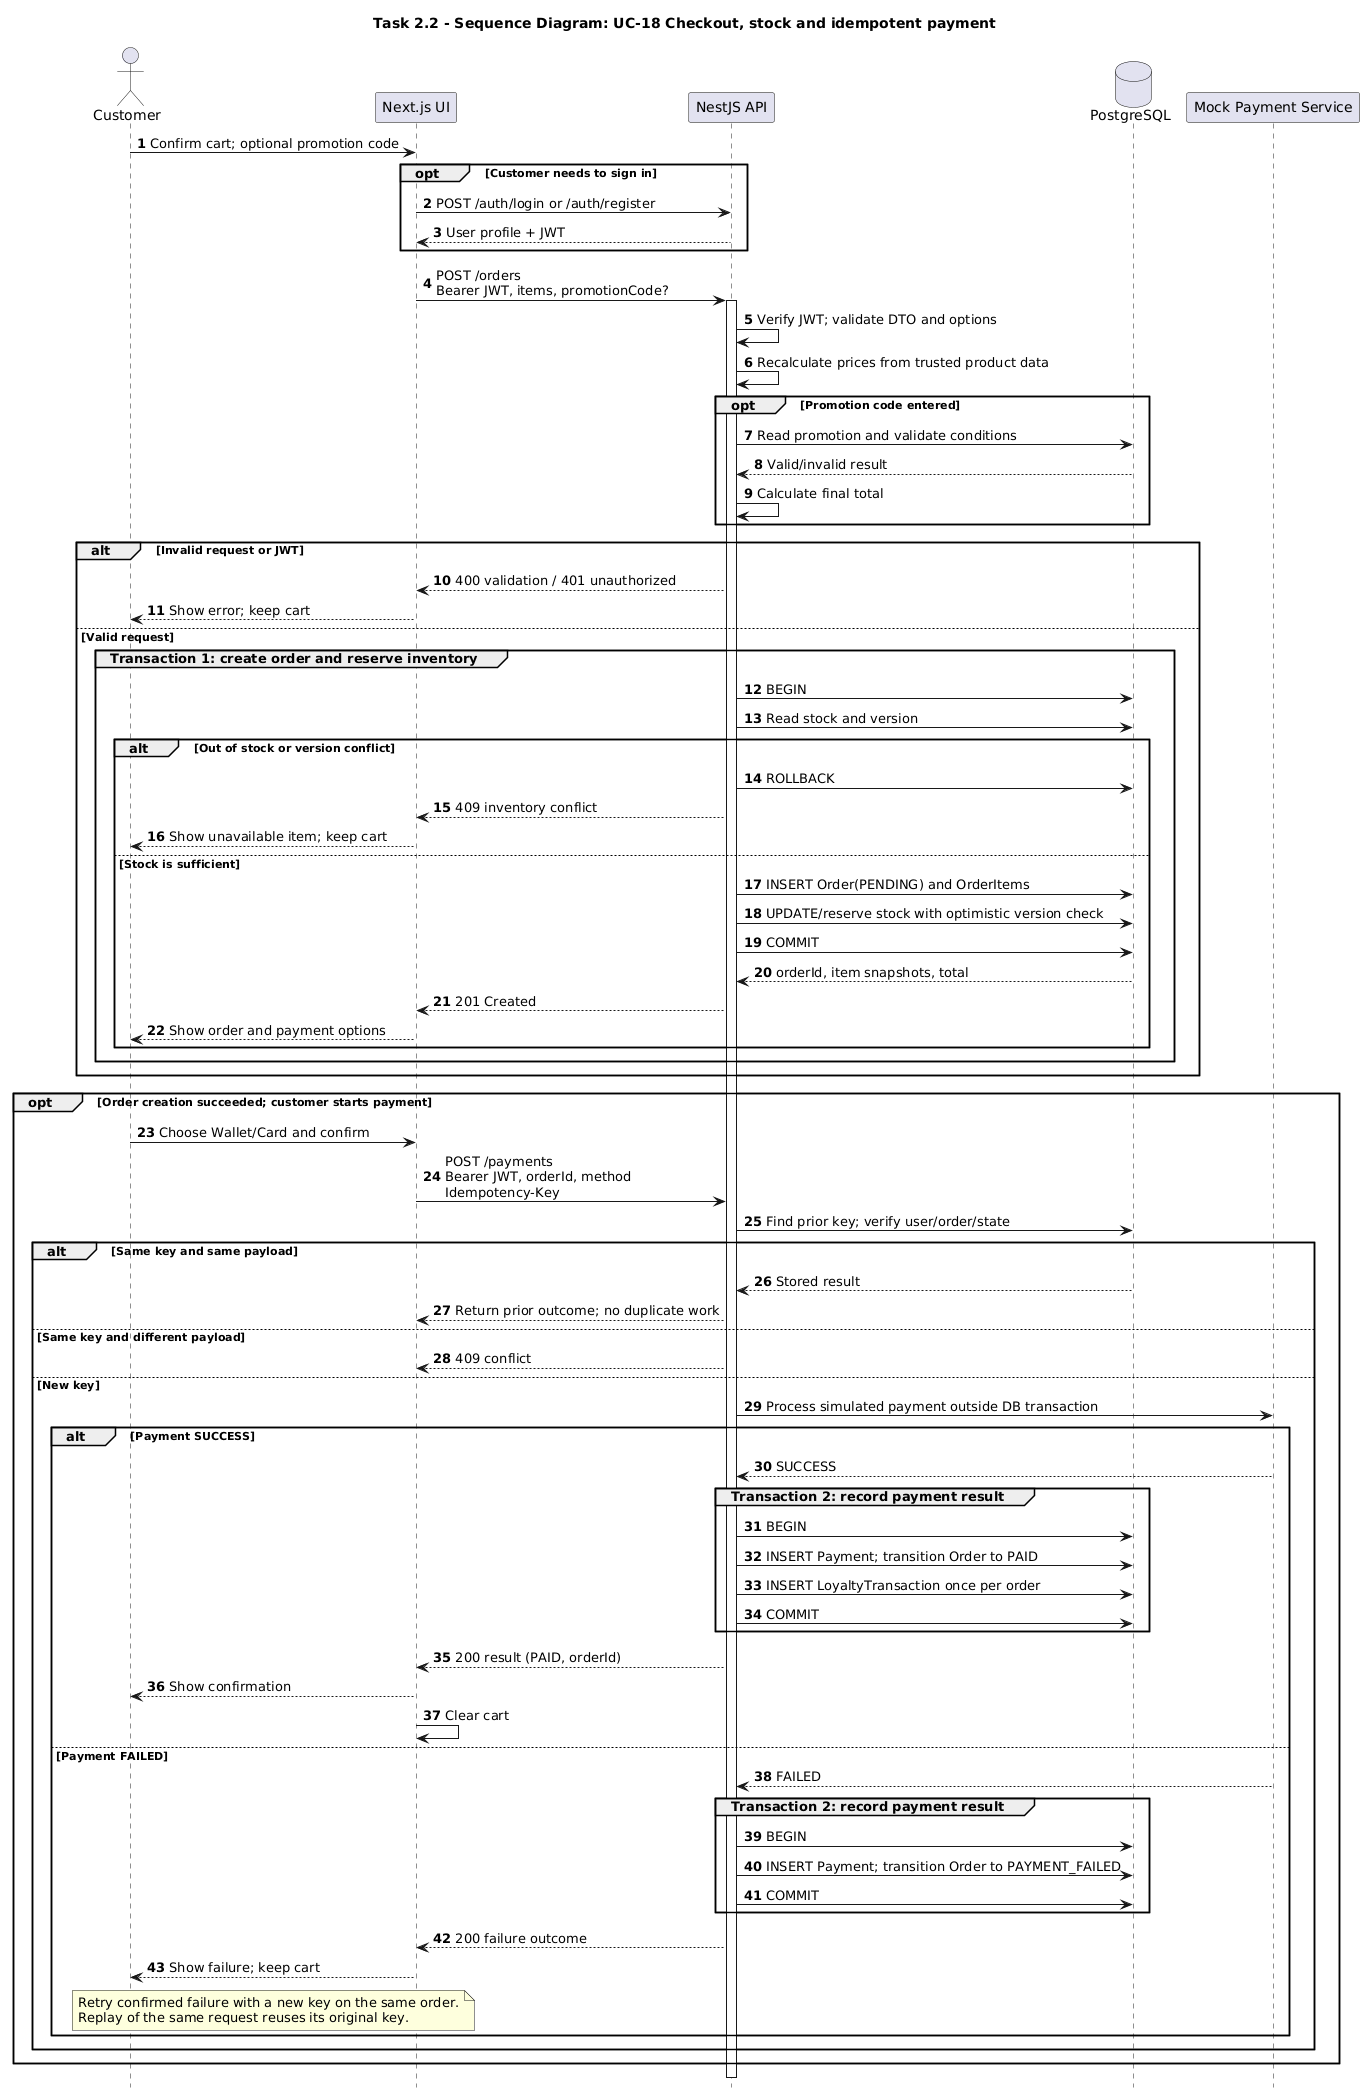 Task 2.2 - Sequence Diagram: UC-18 Checkout, stock and idempotent payment
Customer
Next.js UI
NestJS API
PostgreSQL
Mock Payment Service
1 Confirm cart; optional promotion code
opt [Customer needs to sign in]
2 POST /auth/login or /auth/register
3 User profile + JWT
4 POST /orders
Bearer JWT, items, promotionCode?
5 Verify JWT; validate DTO and options
6 Recalculate prices from trusted product data
opt [Promotion code entered]
7 Read promotion and validate conditions
8 Valid/invalid result
9 Calculate final total
alt [Invalid request or JWT]
10 400 validation / 401 unauthorized
11 Show error; keep cart
[Valid request]
Transaction 1: create order and reserve inventory
12 BEGIN
13 Read stock and version
alt [Out of stock or version conflict]
14 ROLLBACK
15 409 inventory conflict
16 Show unavailable item; keep cart
[Stock is sufficient]
17 INSERT Order(PENDING) and OrderItems
18 UPDATE/reserve stock with optimistic version check
19 COMMIT
20 orderId, item snapshots, total
21 201 Created
22 Show order and payment options
opt [Order creation succeeded; customer starts payment]
23 Choose Wallet/Card and confirm
POST /payments
24 Bearer JWT, orderId, method
Idempotency-Key
25 Find prior key; verify user/order/state
alt [Same key and same payload]
26 Stored result
27 Return prior outcome; no duplicate work
[Same key and different payload]
28 409 conflict
[New key]
29 Process simulated payment outside DB transaction
alt [Payment SUCCESS]
30 SUCCESS
Transaction 2: record payment result
31 BEGIN
32 INSERT Payment; transition Order to PAID
33 INSERT LoyaltyTransaction once per order
34 COMMIT
35 200 result (PAID, orderId)
36 Show confirmation
37 Clear cart
[Payment FAILED]
38 FAILED
Transaction 2: record payment result
39 BEGIN
40 INSERT Payment; transition Order to PAYMENT_FAILED
41 COMMIT
42 200 failure outcome
43 Show failure; keep cart
Retry confirmed failure with a new key on the same order.
Replay of the same request reuses its original key.